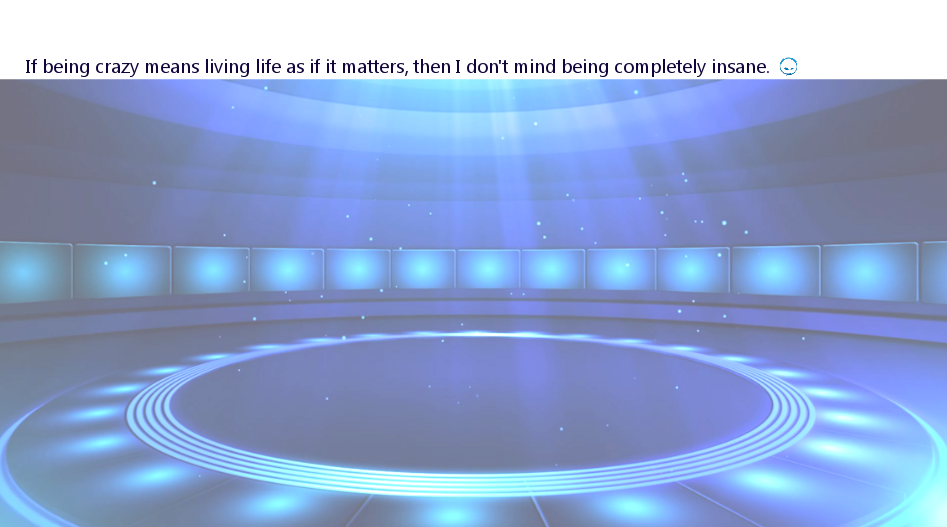 If being crazy means living life as if it matters, then I don't mind being completely insane.